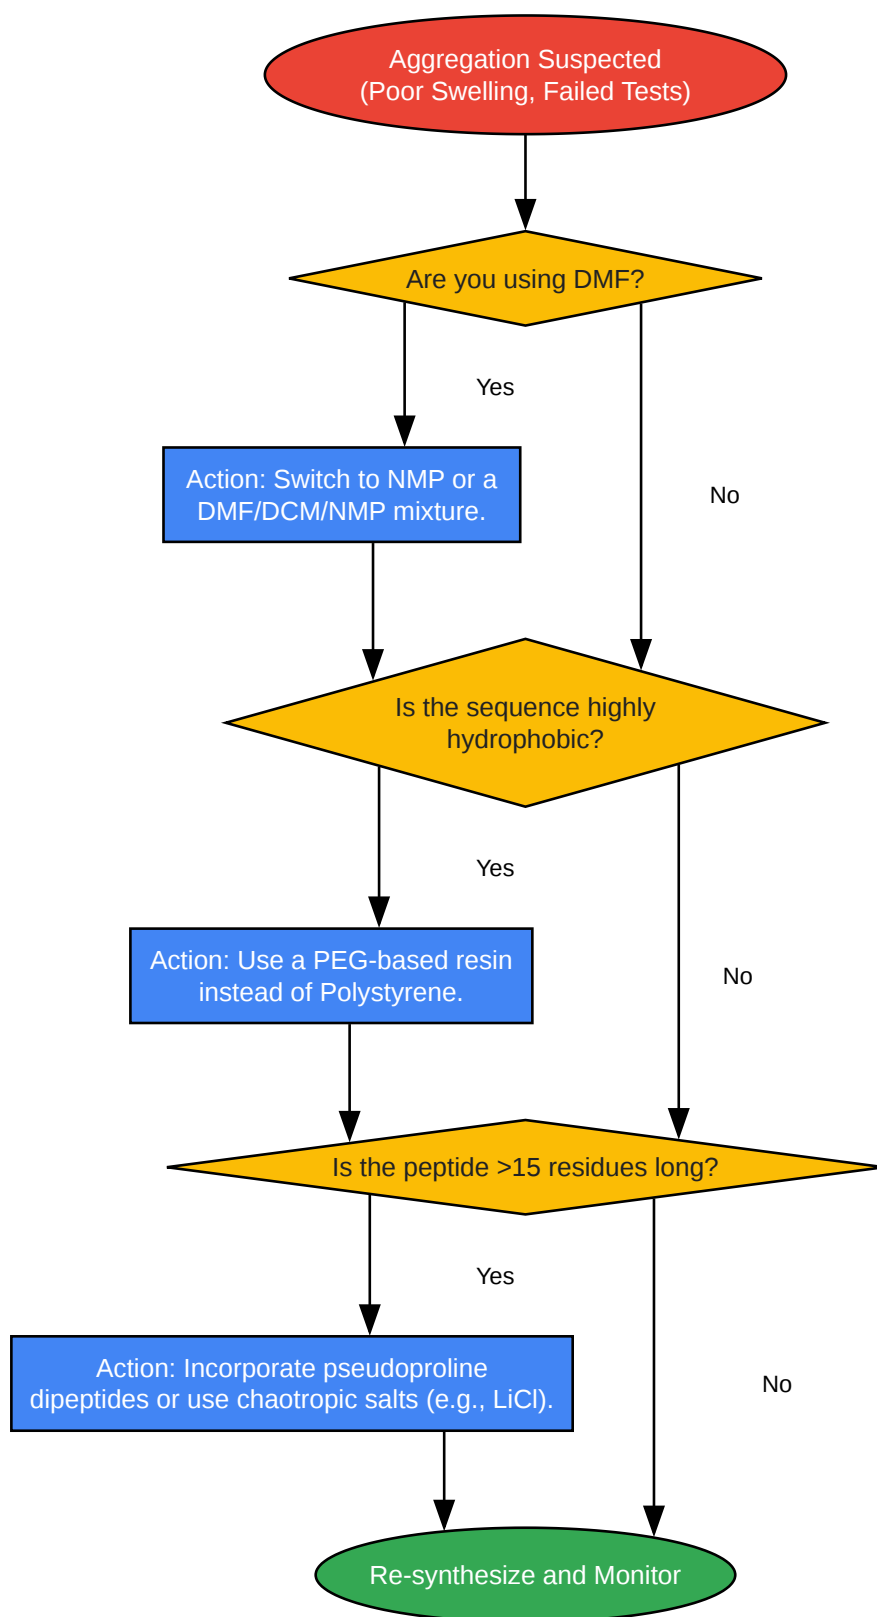 Aggregation Suspected
(Poor Swelling, Failed Tests)
Are you using DMF?
Yes
Action: Switch to NMP or a
DMF/DCM/NMP mixture.
No
Is the sequence highly
hydrophobic?
Yes
Action: Use a PEG-based resin
instead of Polystyrene.
No
Is the peptide >15 residues long?
Yes
Action: Incorporate pseudoproline
dipeptides or use chaotropic salts (e.g., LiCl).
No
Re-synthesize and Monitor